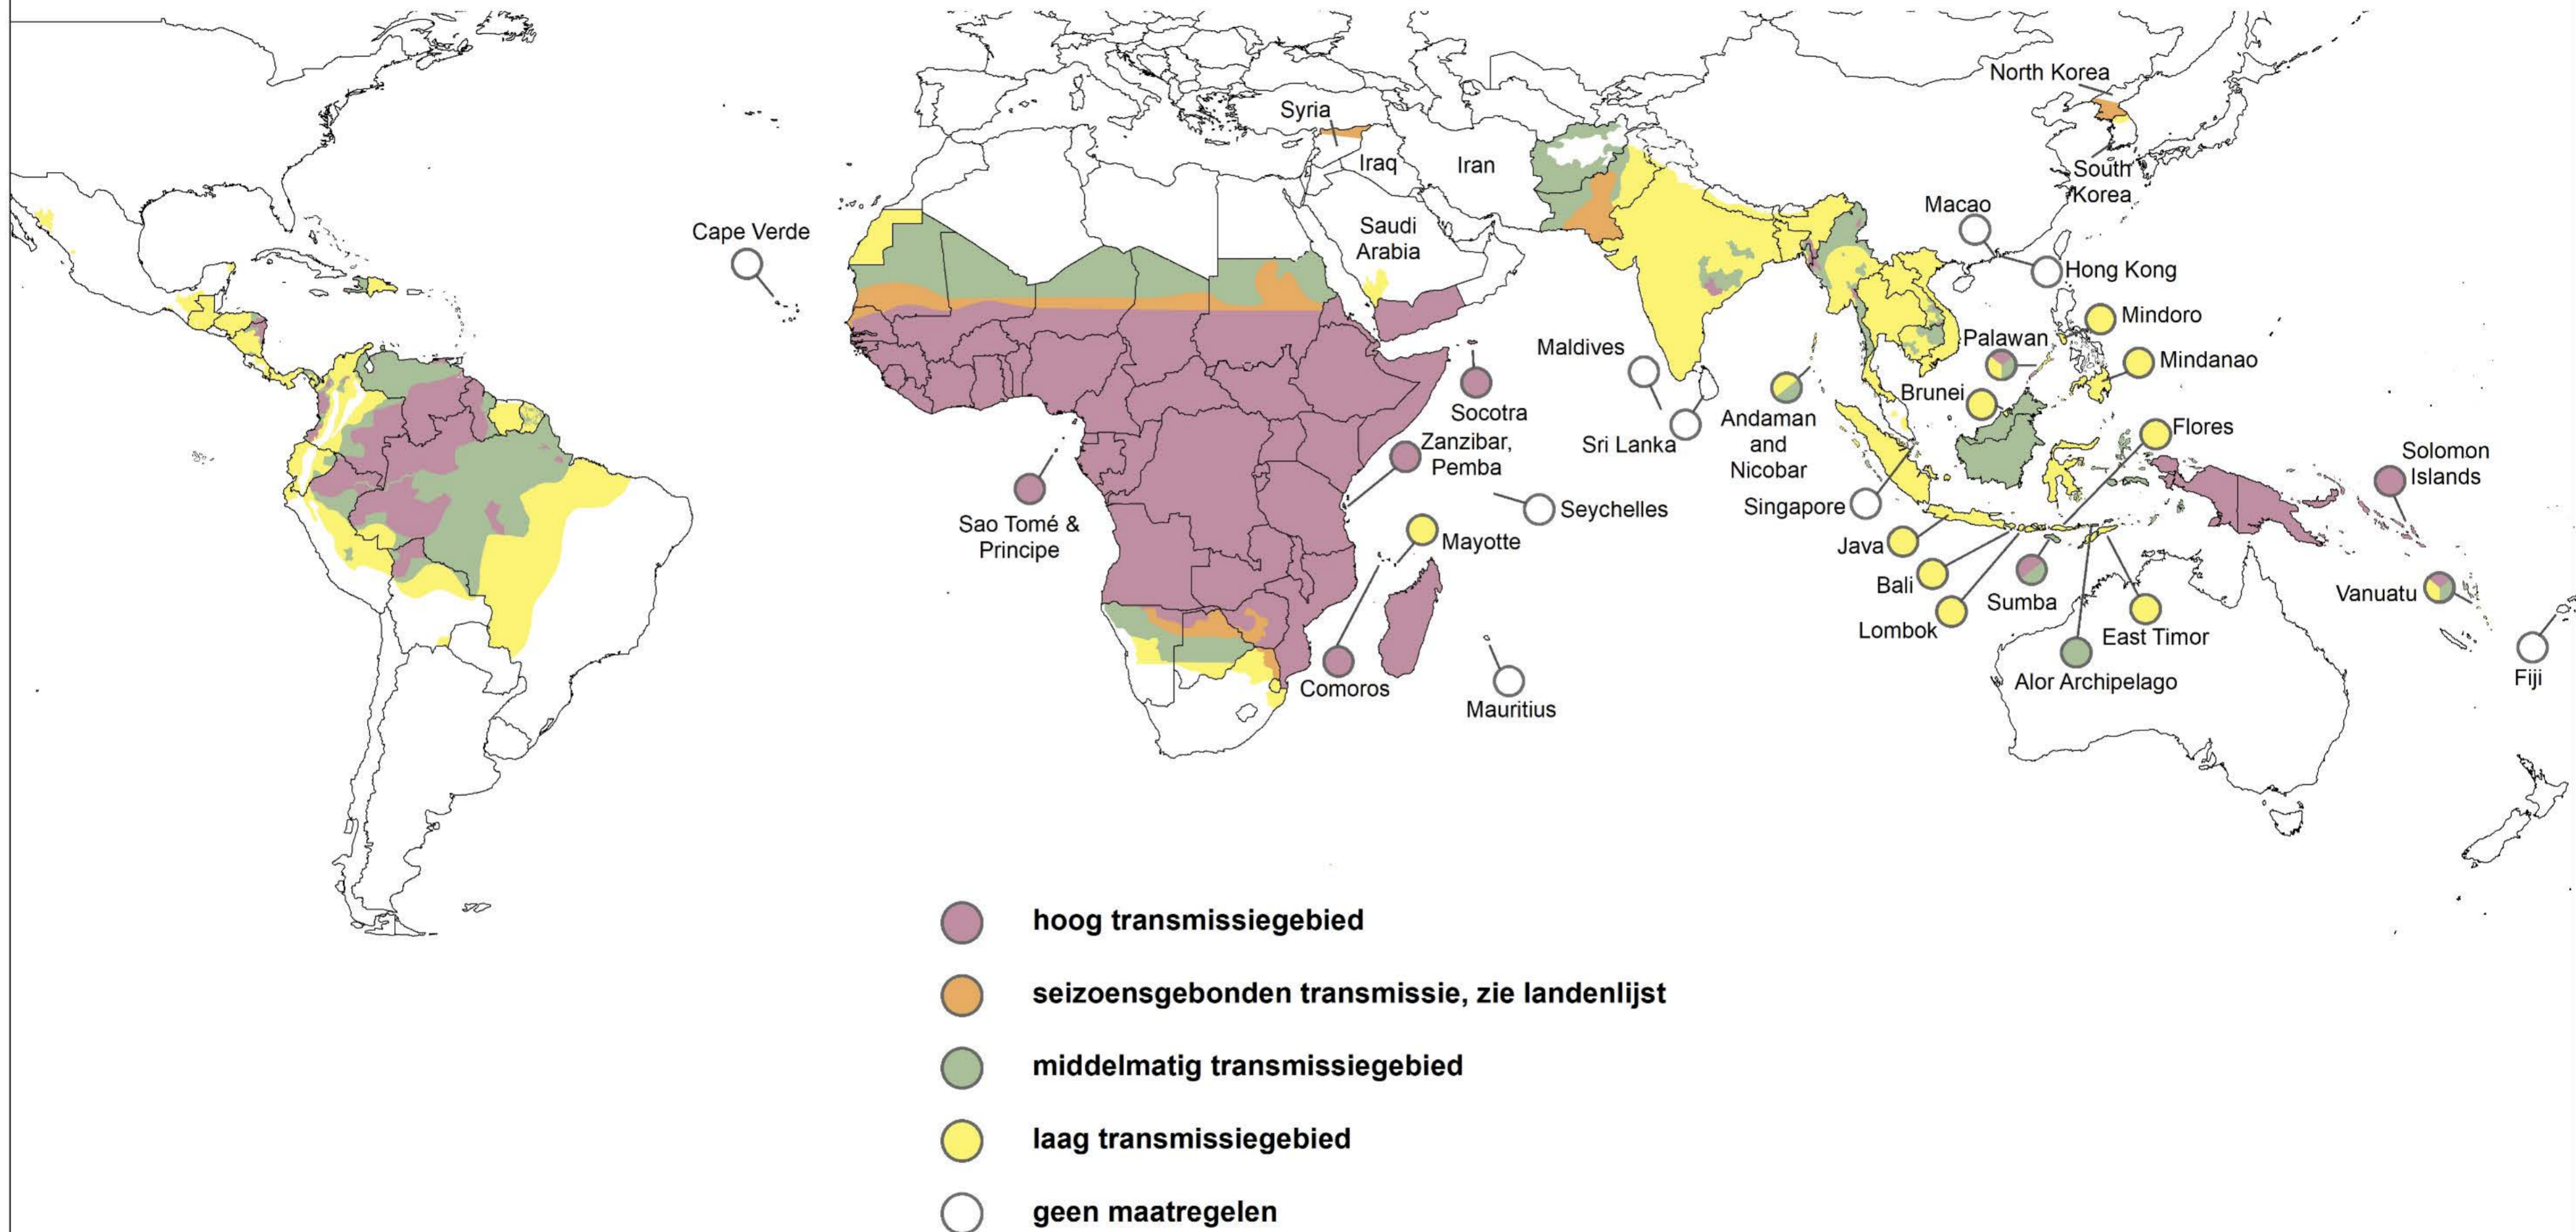 North Korea
Syria
Iraq
Iran
South
Korea
Macao
Cape Verde
Saudi
Arabia
Hong Kong
Mindoro
Palawan
Maldives
Mindanao
Brunei
Socotra
Andaman
and
Nicobar
Flores
Sri Lanka
Zanzibar,
Pemba
Solomon
Islands
Singapore
Seychelles
Sao Tomé &
Principe
Mayotte
Java
Bali
Vanuatu
Sumba
Lombok
East Timor
Fiji
Alor Archipelago
Comoros
Mauritius
hoog transmissiegebied
seizoensgebonden transmissie, zie landenlijst
middelmatig transmissiegebied
laag transmissiegebied
geen maatregelen